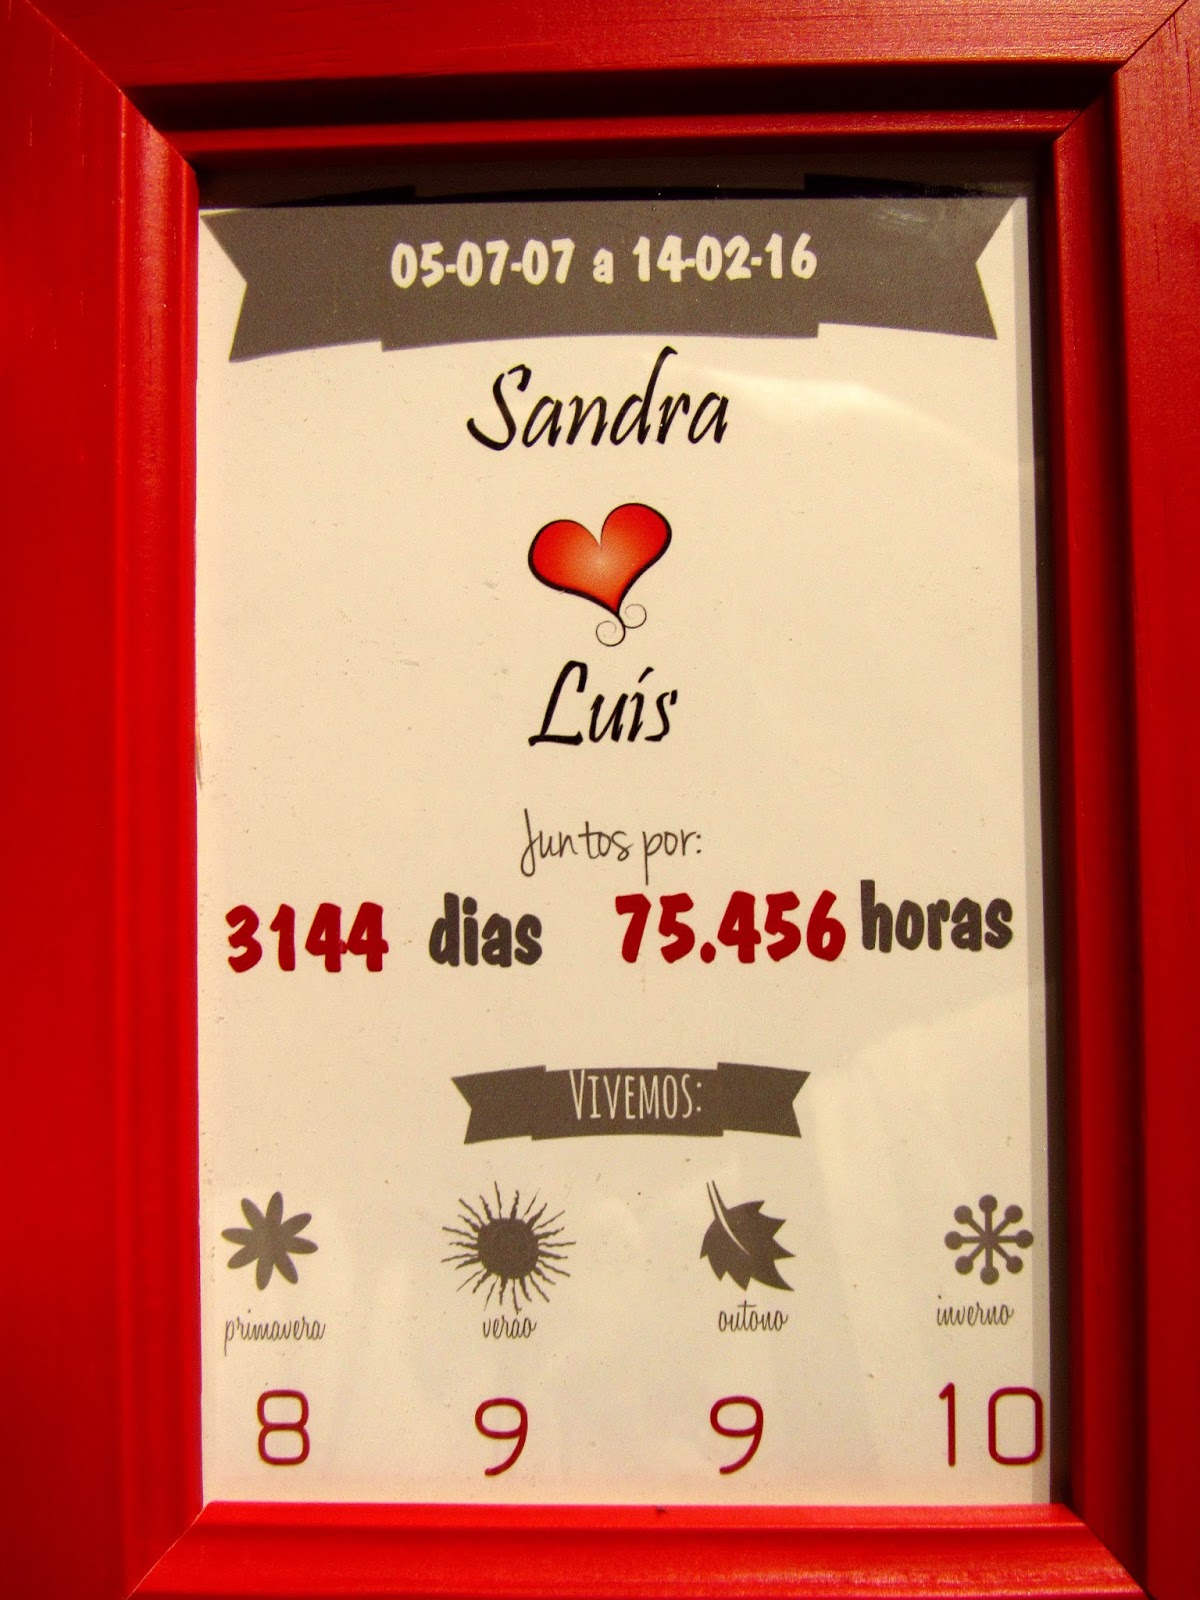 05-07-07 a 14-02-16
Sandra
Luís
Juntos por:
3144 dias 75.456 horas
VIVEMOS:
primavera verão outono inverno
8 9 9 10